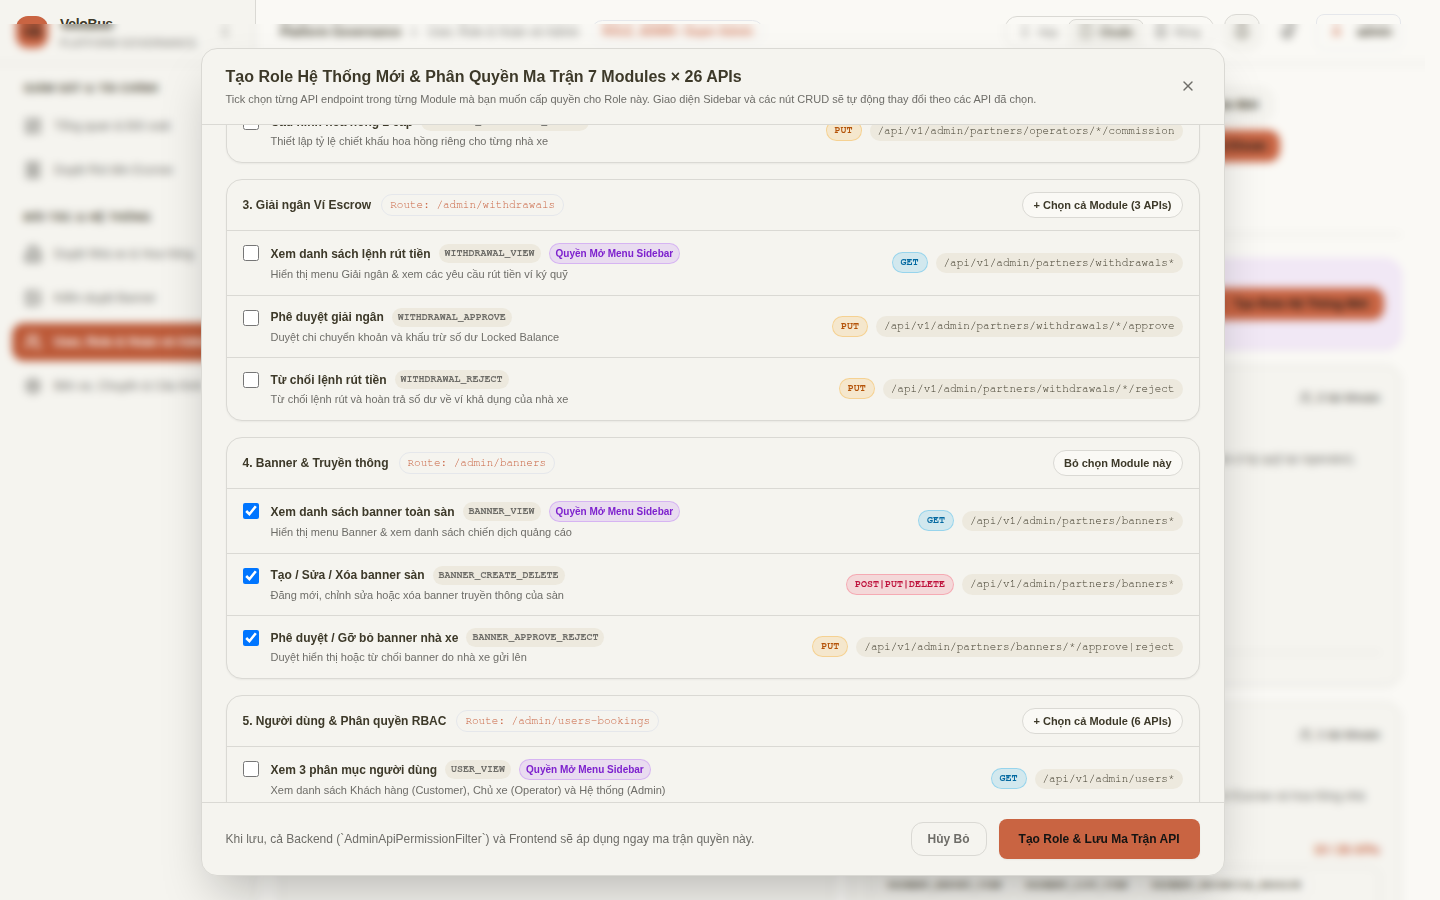 VeloBus
Tạo Role Hệ Thống Mới & Phân Quyền Ma Trận 7 Modules × 26 APIs
Tick chọn từng API endpoint trong từng Module mà bạn muốn cấp quyền cho Role này. Giao diện Sidebar và các nút CRUD sẽ tự động thay đổi theo các API đã chọn.
PUT /api/v1/admin/partners/operators/*/commission
Thiết lập tỷ lệ chiết khấu hoa hồng riêng cho từng nhà xe
3. Giải ngân Ví Escrow Route: /admin/withdrawals + Chọn cả Module (3 APIs)
Xem danh sách lệnh rút tiền WITHDRAWAL_VIEW Quyền Mở Menu Sidebar GET /api/v1/admin/partners/withdrawals*
Hiển thị menu Giải ngân & xem các yêu cầu rút tiền ví ký quỹ
Phê duyệt giải ngân WITHDRAWAL_APPROVE PUT /api/v1/admin/partners/withdrawals/*/approve
Duyệt chi chuyển khoản và khấu trừ số dư Locked Balance
Từ chối lệnh rút tiền WITHDRAWAL_REJECT PUT /api/v1/admin/partners/withdrawals/*/reject
Từ chối lệnh rút và hoàn trả số dư về ví khả dụng của nhà xe
4. Banner & Truyền thông Route: /admin/banners Bỏ chọn Module này
Xem danh sách banner toàn sàn BANNER_VIEW Quyền Mở Menu Sidebar GET /api/v1/admin/partners/banners*
Hiển thị menu Banner & xem danh sách chiến dịch quảng cáo
Tạo / Sửa / Xóa banner sàn BANNER_CREATE_DELETE POST|PUT|DELETE /api/v1/admin/partners/banners*
Đăng mới, chỉnh sửa hoặc xóa banner truyền thông của sàn
Phê duyệt / Gỡ bỏ banner nhà xe BANNER_APPROVE_REJECT PUT /api/v1/admin/partners/banners/*/approve|reject
Duyệt hiển thị hoặc từ chối banner do nhà xe gửi lên
5. Người dùng & Phân quyền RBAC Route: /admin/users-bookings + Chọn cả Module (6 APIs)
Xem 3 phân mục người dùng USER_VIEW Quyền Mở Menu Sidebar GET /api/v1/admin/users*
Xem danh sách Khách hàng (Customer), Chủ xe (Operator) và Hệ thống (Admin)
Khi lưu, cả Backend (`AdminApiPermissionFilter`) và Frontend sẽ áp dụng ngay ma trận quyền này.
Hủy Bỏ
Tạo Role & Lưu Ma Trận API